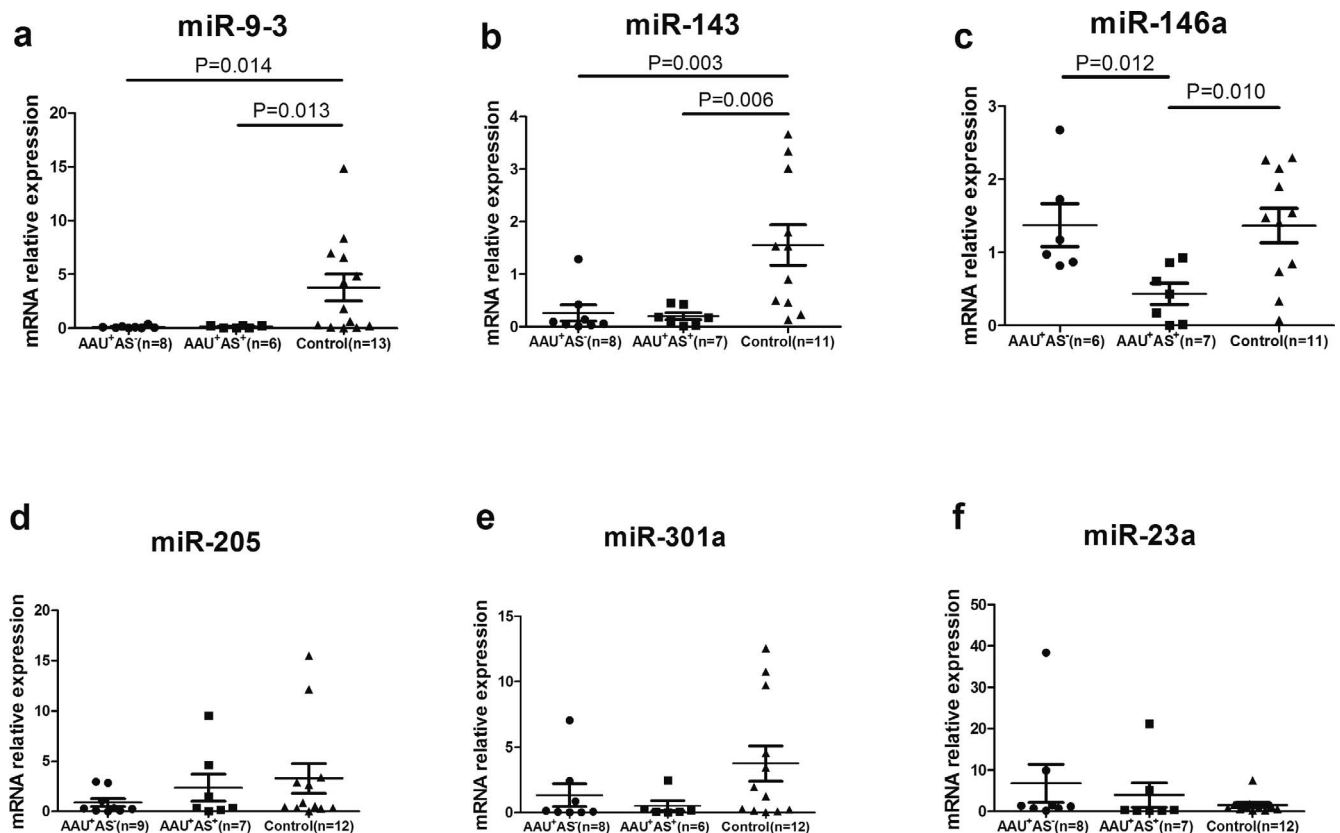 a
miR-9-3
P=0.014
P=0.013
mRNA relative expression
20
15
10
5
0
AAU⁺AS⁻(n=8) AAU⁺AS⁺(n=6) Control(n=13)
b
miR-143
P=0.003
P=0.006
mRNA relative expression
4
3
2
1
0
AAU⁺AS⁻(n=8) AAU⁺AS⁺(n=7) Control(n=11)
c
miR-146a
P=0.012
P=0.010
mRNA relative expression
3
2
1
0
AAU⁺AS⁻(n=6) AAU⁺AS⁺(n=7) Control(n=11)
d
miR-205
mRNA relative expression
20
15
10
5
0
AAU⁺AS⁻(n=9) AAU⁺AS⁺(n=7) Control(n=12)
e
miR-301a
mRNA relative expression
15
10
5
0
AAU⁺AS⁻(n=8) AAU⁺AS⁺(n=6) Control(n=12)
f
miR-23a
mRNA relative expression
50
40
30
20
10
0
AAU⁺AS⁻(n=8) AAU⁺AS⁺(n=7) Control(n=12)